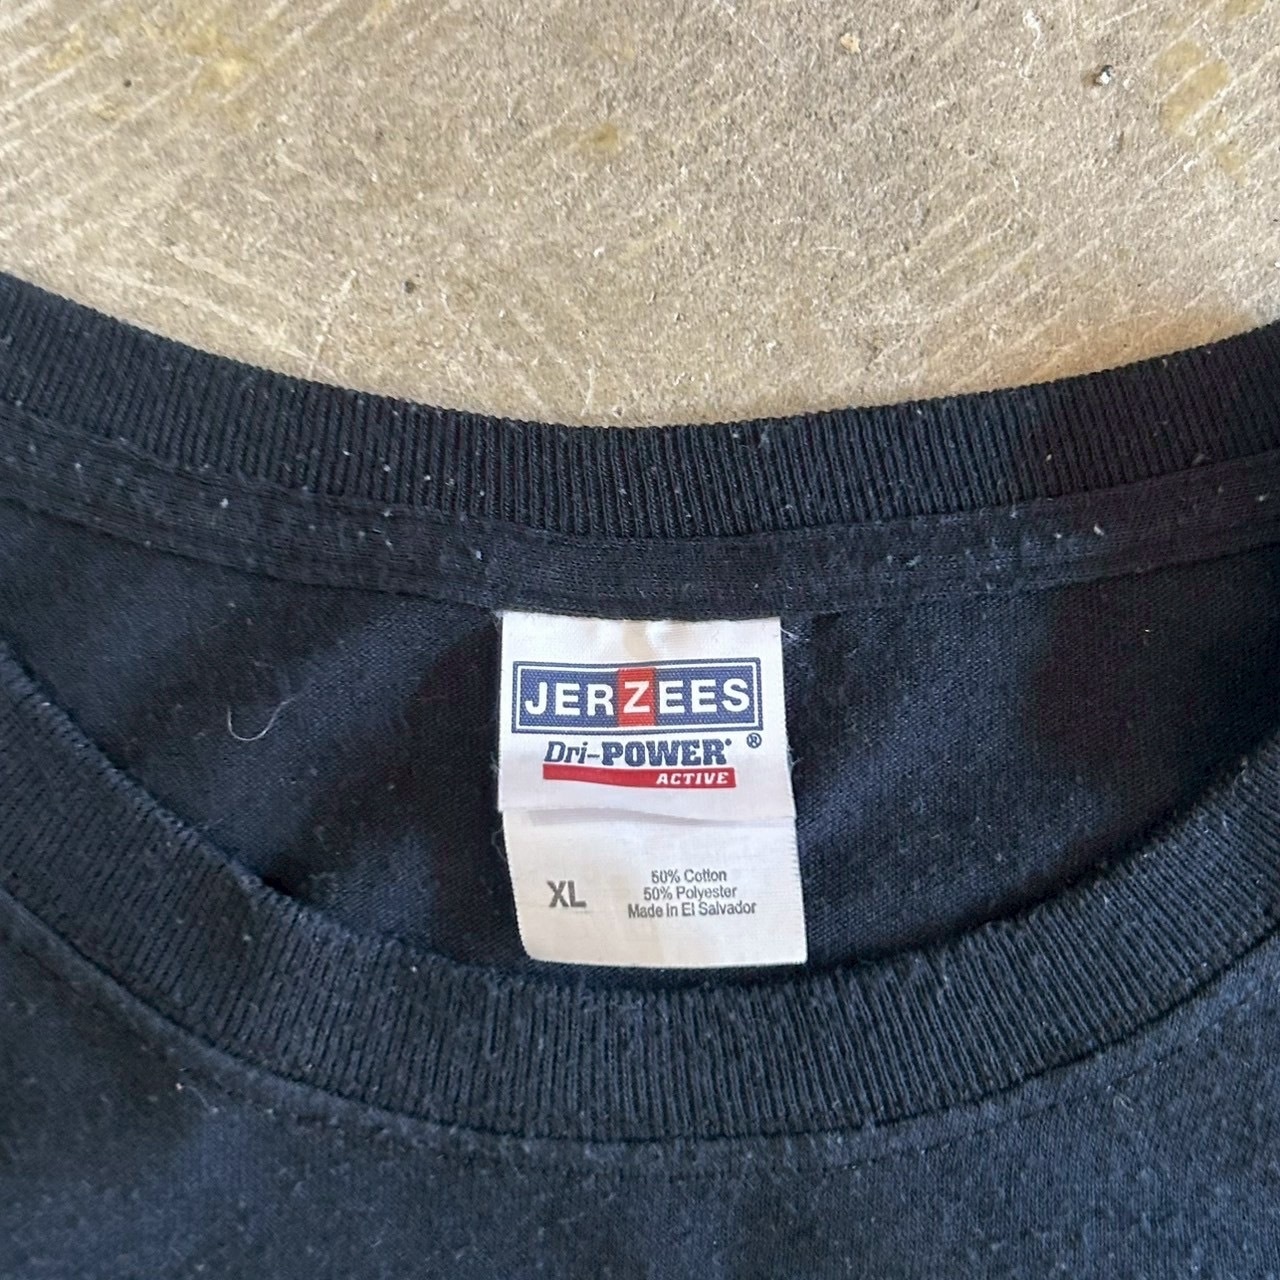 JERZEES
Dri-POWER® ®
ACTIVE
XL
50% Cotton
50% Polyester
Made in El Salvador